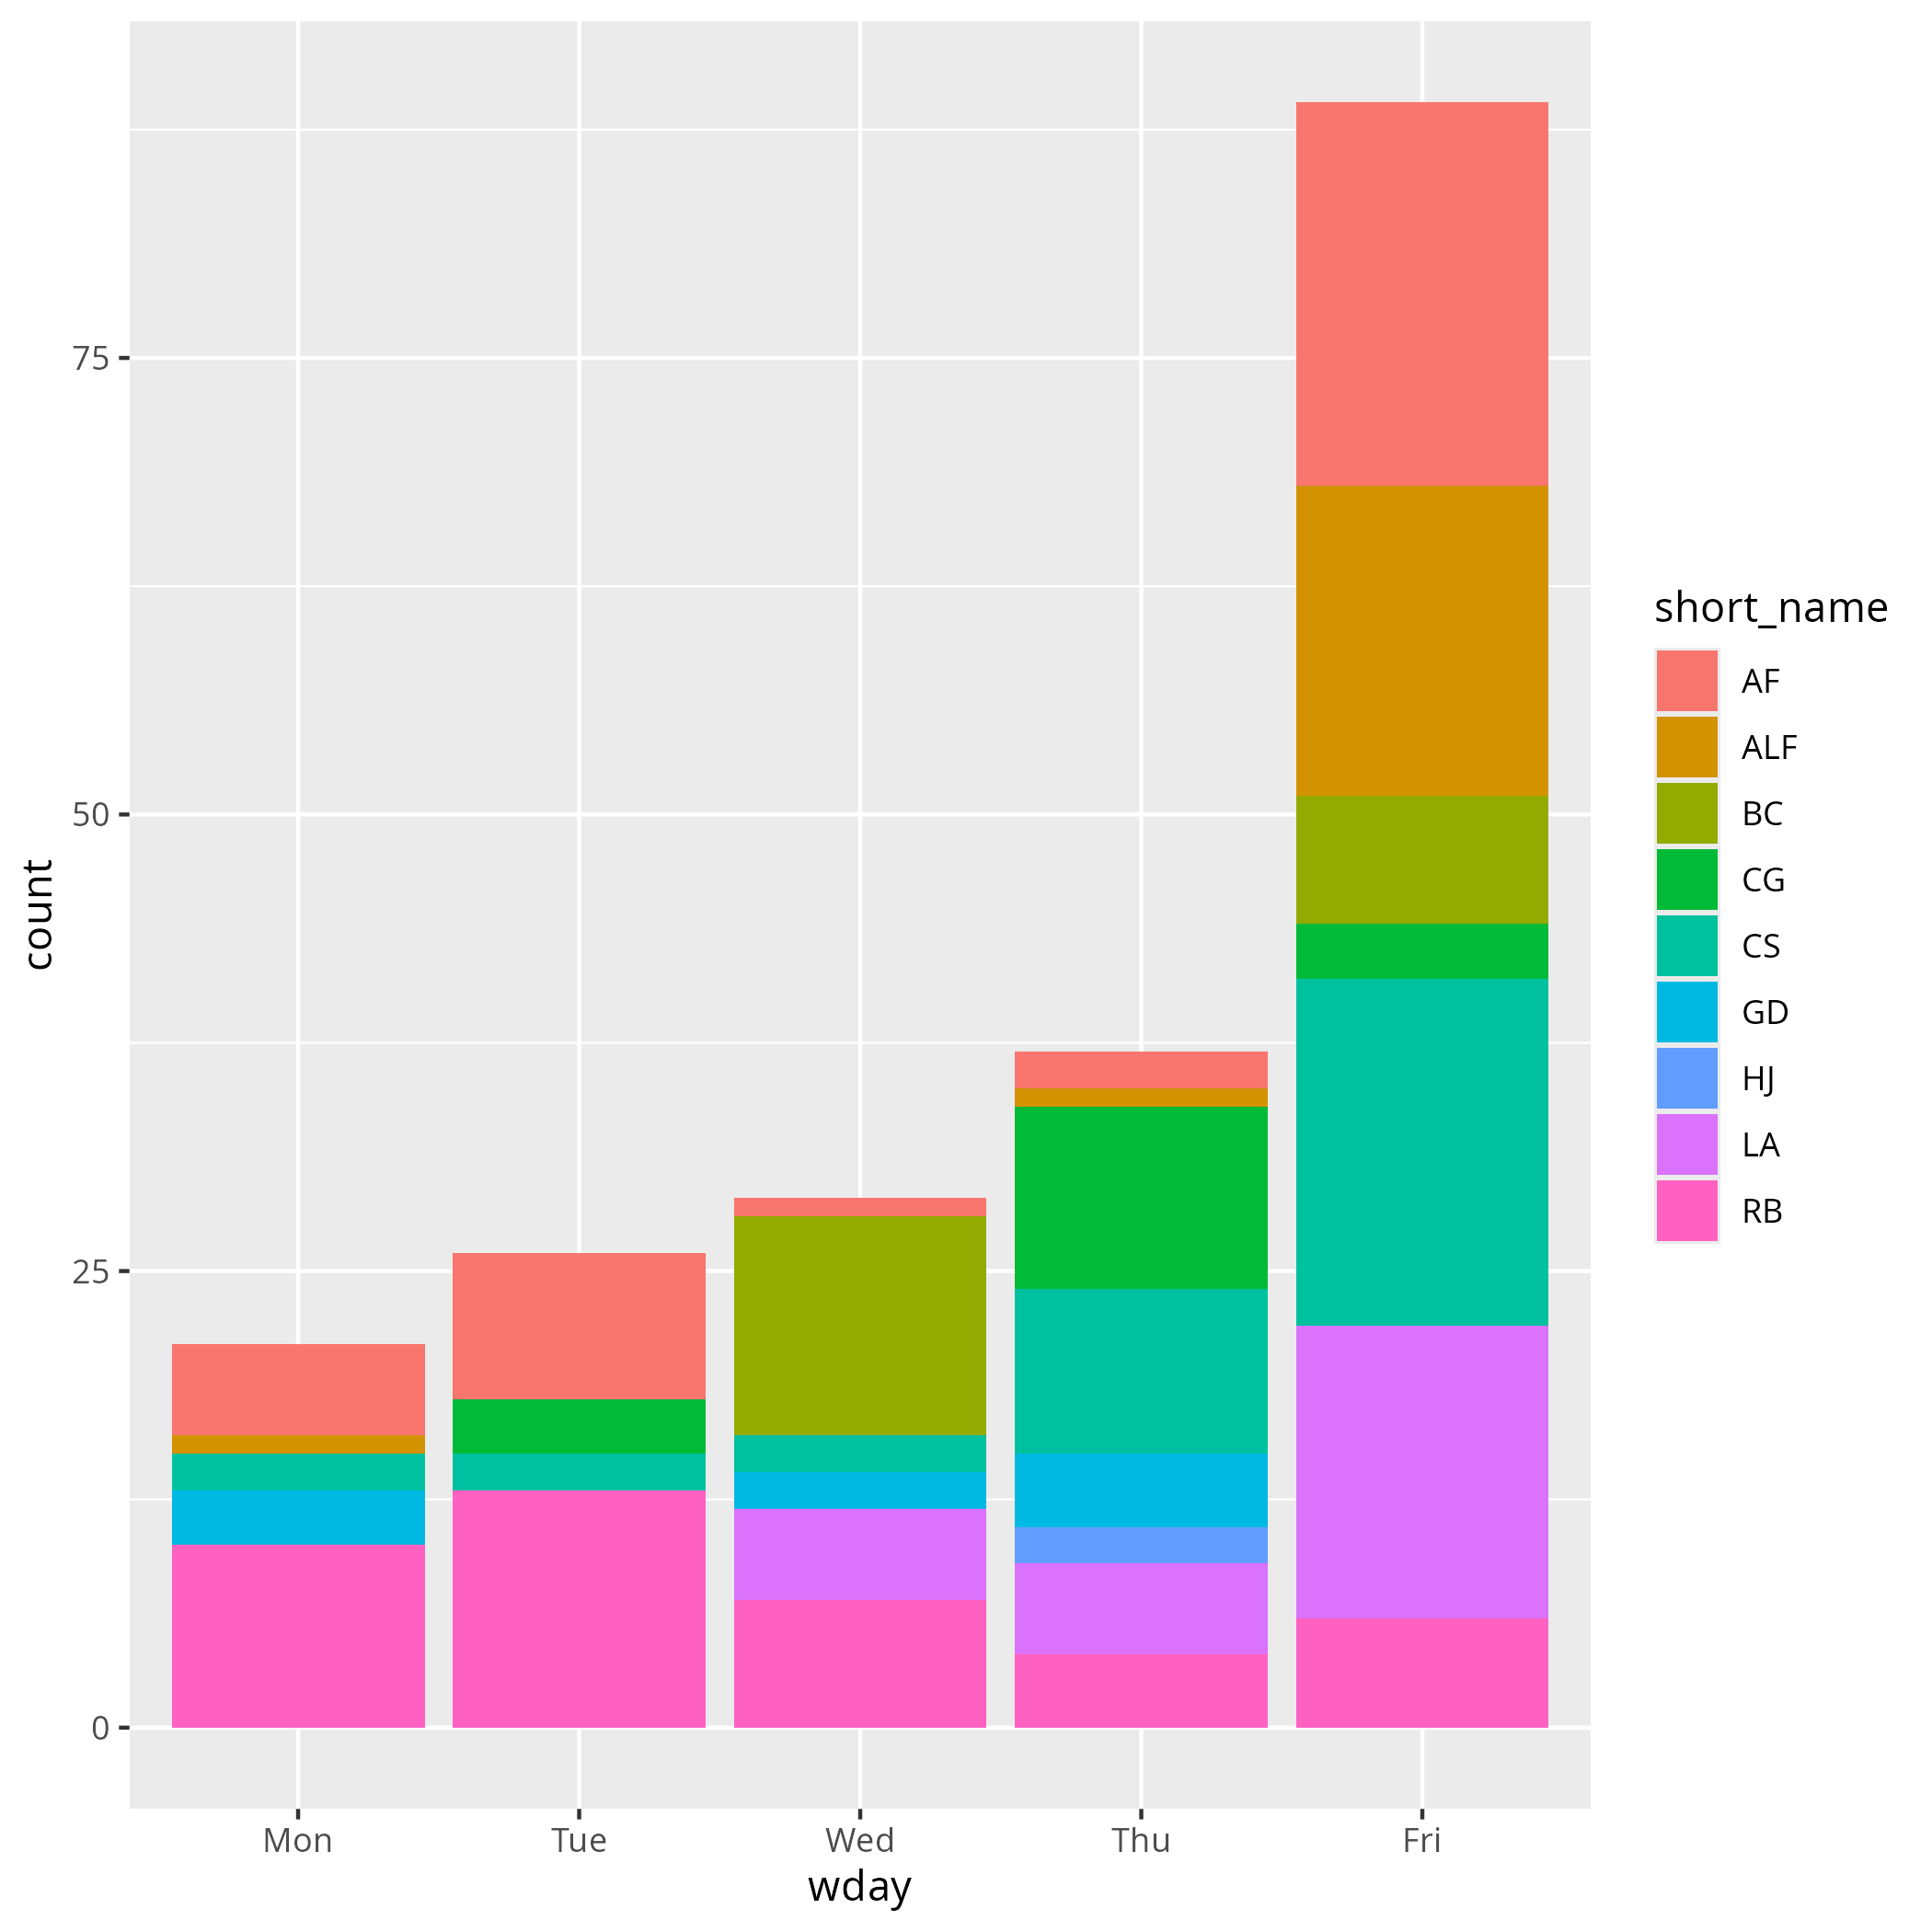 75
50
25
0
count
Mon Tue Wed Thu Fri
wday
short_name
AF
ALF
BC
CG
CS
GD
HJ
LA
RB